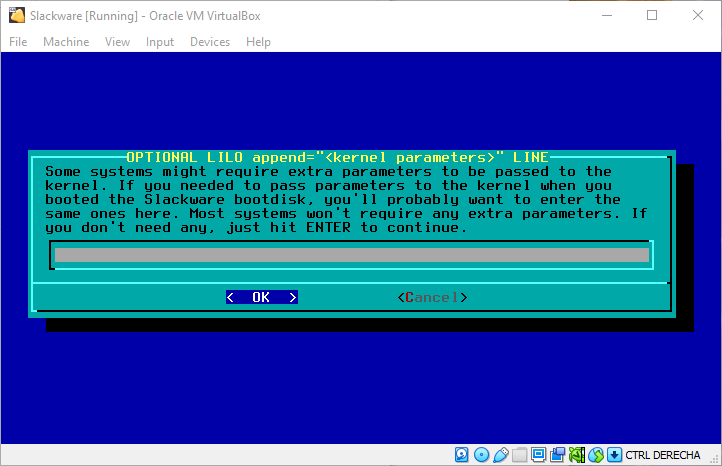 Slackware [Running] - Oracle VM VirtualBox
File Machine View Input Devices Help
OPTIONAL LILO append="<kernel parameters>" LINE
Some systems might require extra parameters to be passed to the
kernel. If you needed to pass parameters to the kernel when you
booted the Slackware bootdisk, you'll probably want to enter the
same ones here. Most systems won't require any extra parameters. If
you don't need any, just hit ENTER to continue.
< OK > <Cancel>
CTRL DERECHA